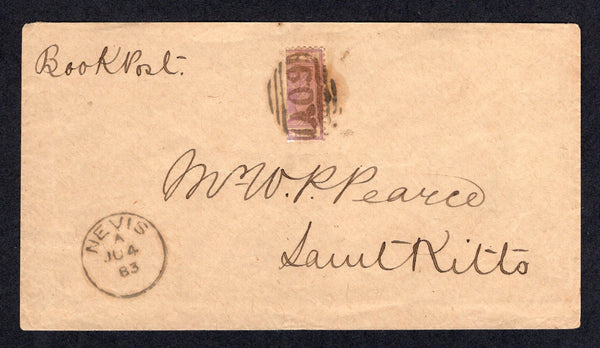 Book Post.
A09
Mr W. P. Pearce
Saint Kitts
NEVIS
A
JU 4
83